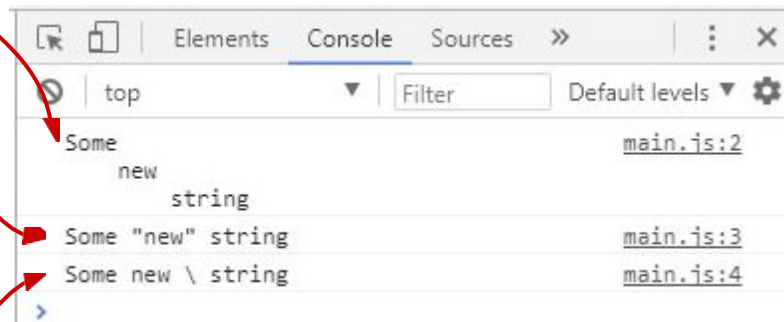 Elements Console Sources »
top ▼ Filter Default levels ▼
Some main.js:2
new
string
Some "new" string main.js:3
Some new \ string main.js:4
>